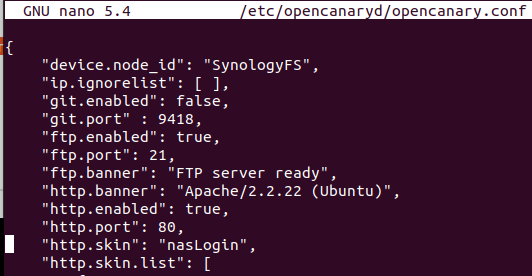 GNU nano 5.4 /etc/opencanaryd/opencanary.conf
{
"device.node_id": "SynologyFS",
"ip.ignorelist": [ ],
"git.enabled": false,
"git.port" : 9418,
"ftp.enabled": true,
"ftp.port": 21,
"ftp.banner": "FTP server ready",
"http.banner": "Apache/2.2.22 (Ubuntu)",
"http.enabled": true,
"http.port": 80,
"http.skin": "nasLogin",
"http.skin.list": [